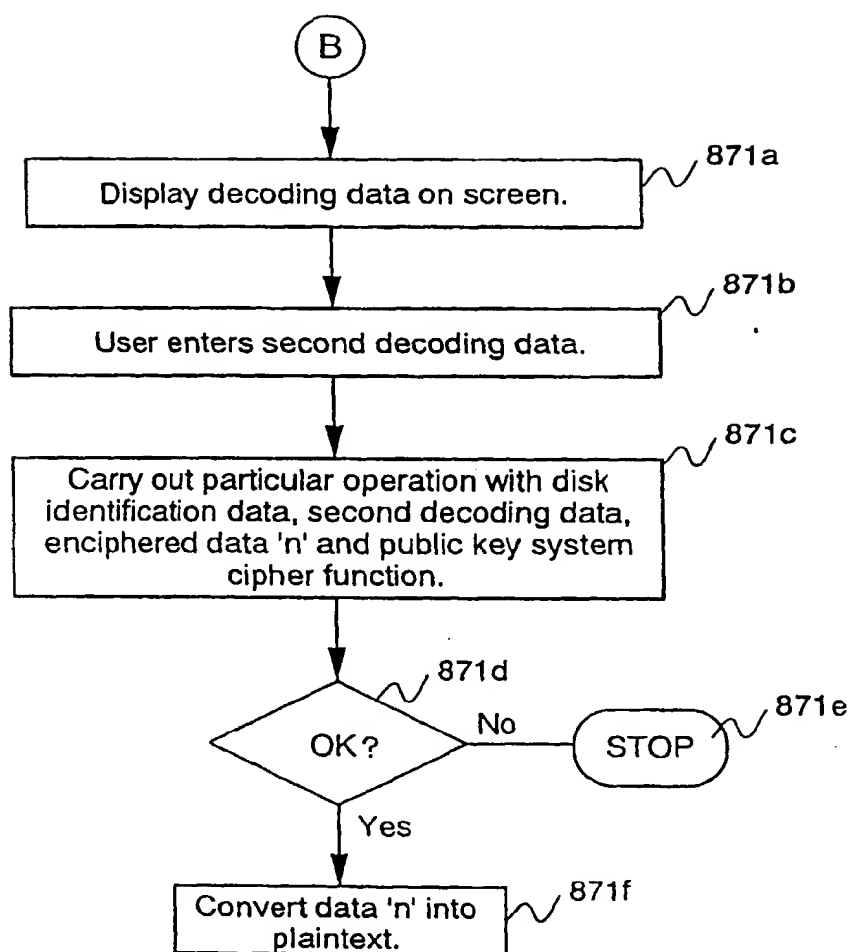 B
871a
Display decoding data on screen.
871b
User enters second decoding data.
871c
Carry out particular operation with disk
identification data, second decoding data,
enciphered data 'n' and public key system
cipher function.
871d
OK?
No
871e
STOP
Yes
871f
Convert data 'n' into
plaintext.